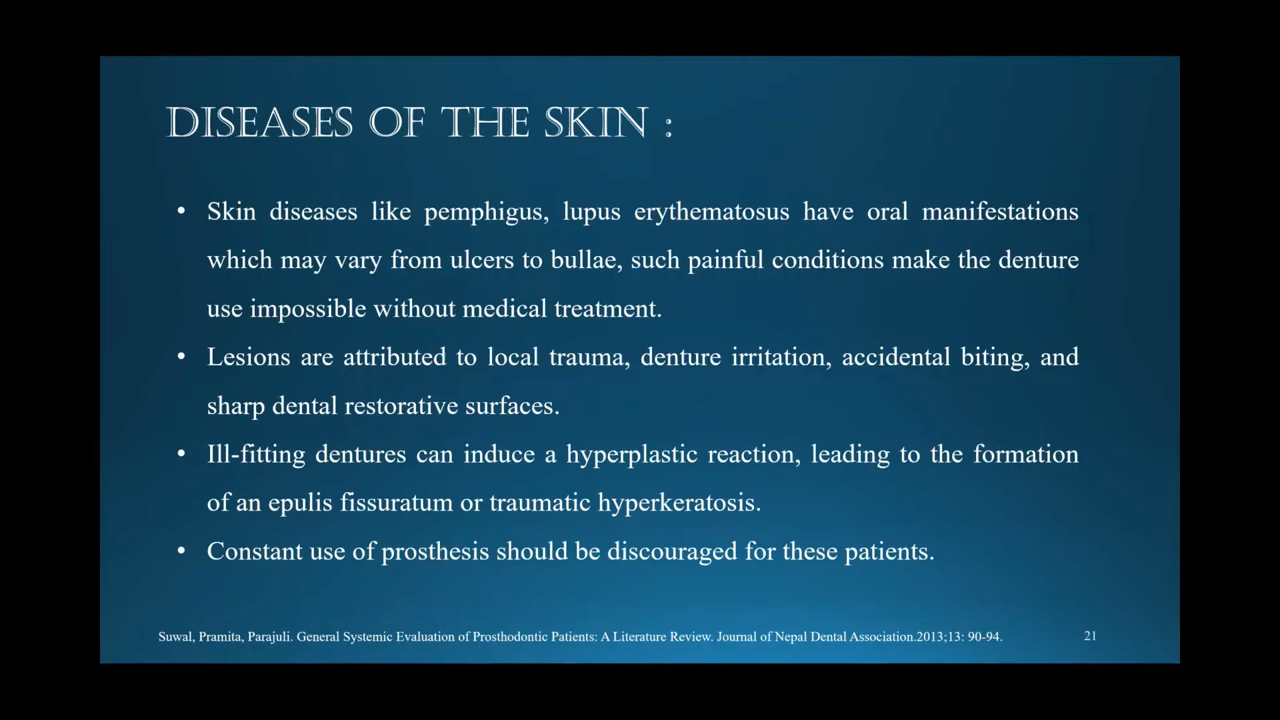 DISEASES OF THE SKIN :
• Skin diseases like pemphigus, lupus erythematosus have oral manifestations
which may vary from ulcers to bullae, such painful conditions make the denture
use impossible without medical treatment.
• Lesions are attributed to local trauma, denture irritation, accidental biting, and
sharp dental restorative surfaces.
• Ill-fitting dentures can induce a hyperplastic reaction, leading to the formation
of an epulis fissuratum or traumatic hyperkeratosis.
• Constant use of prosthesis should be discouraged for these patients.
Suwal, Pramita, Parajuli. General Systemic Evaluation of Prosthodontic Patients: A Literature Review. Journal of Nepal Dental Association.2013;13: 90-94.
21